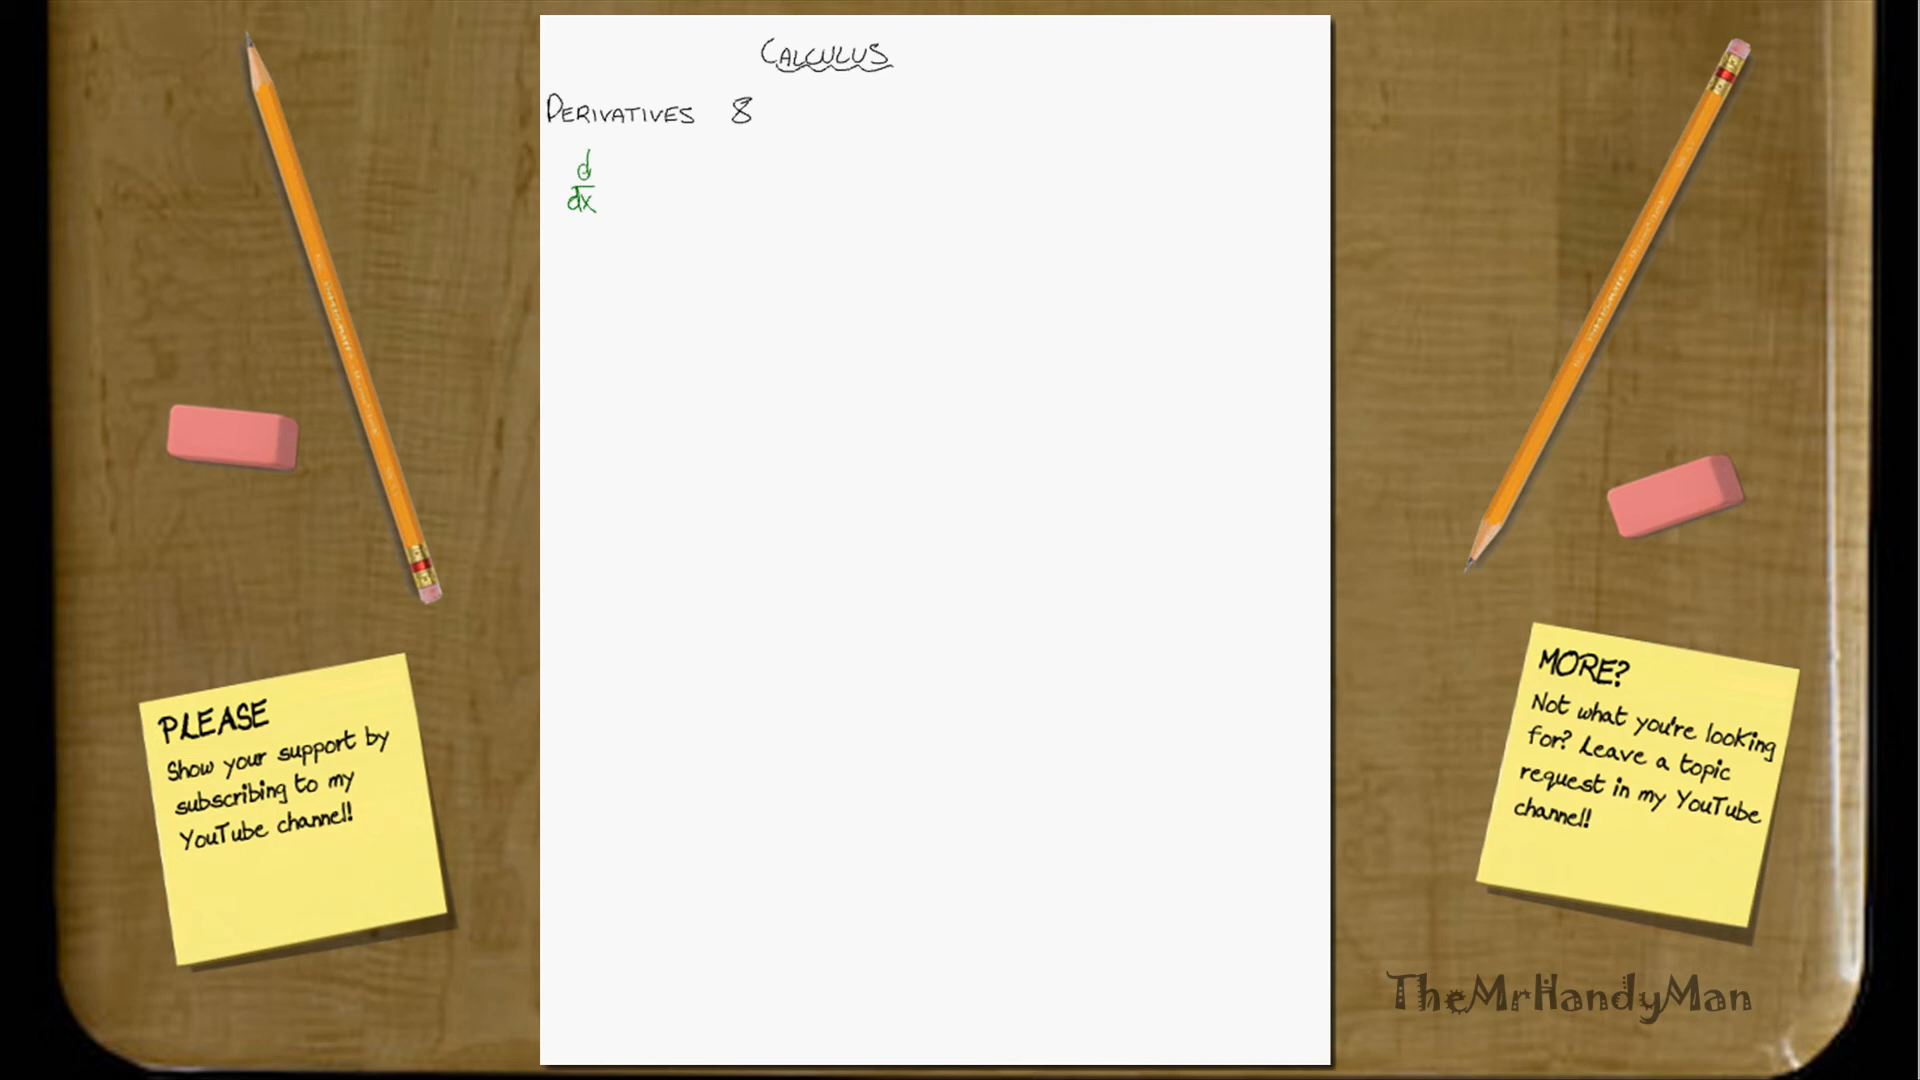 CALCULUS
DERIVATIVES 8
d
dx
PLEASE
Show your support by
subscribing to my
YouTube channel!
MORE?
Not what you're looking
for? Leave a topic
request in my YouTube
channel!
TheMrHandyMan